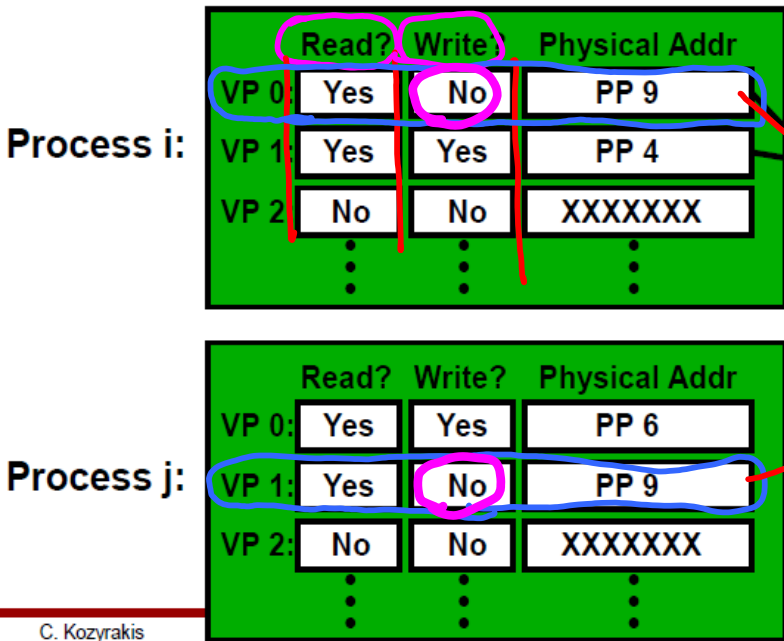 Read? Write? Physical Addr
VP 0: Yes No PP 9
Process i: VP 1: Yes Yes PP 4
VP 2 No No XXXXXXX
Read? Write? Physical Addr
VP 0: Yes Yes PP 6
Process j: VP 1: Yes No PP 9
VP 2: No No XXXXXXX
C. Kozyrakis